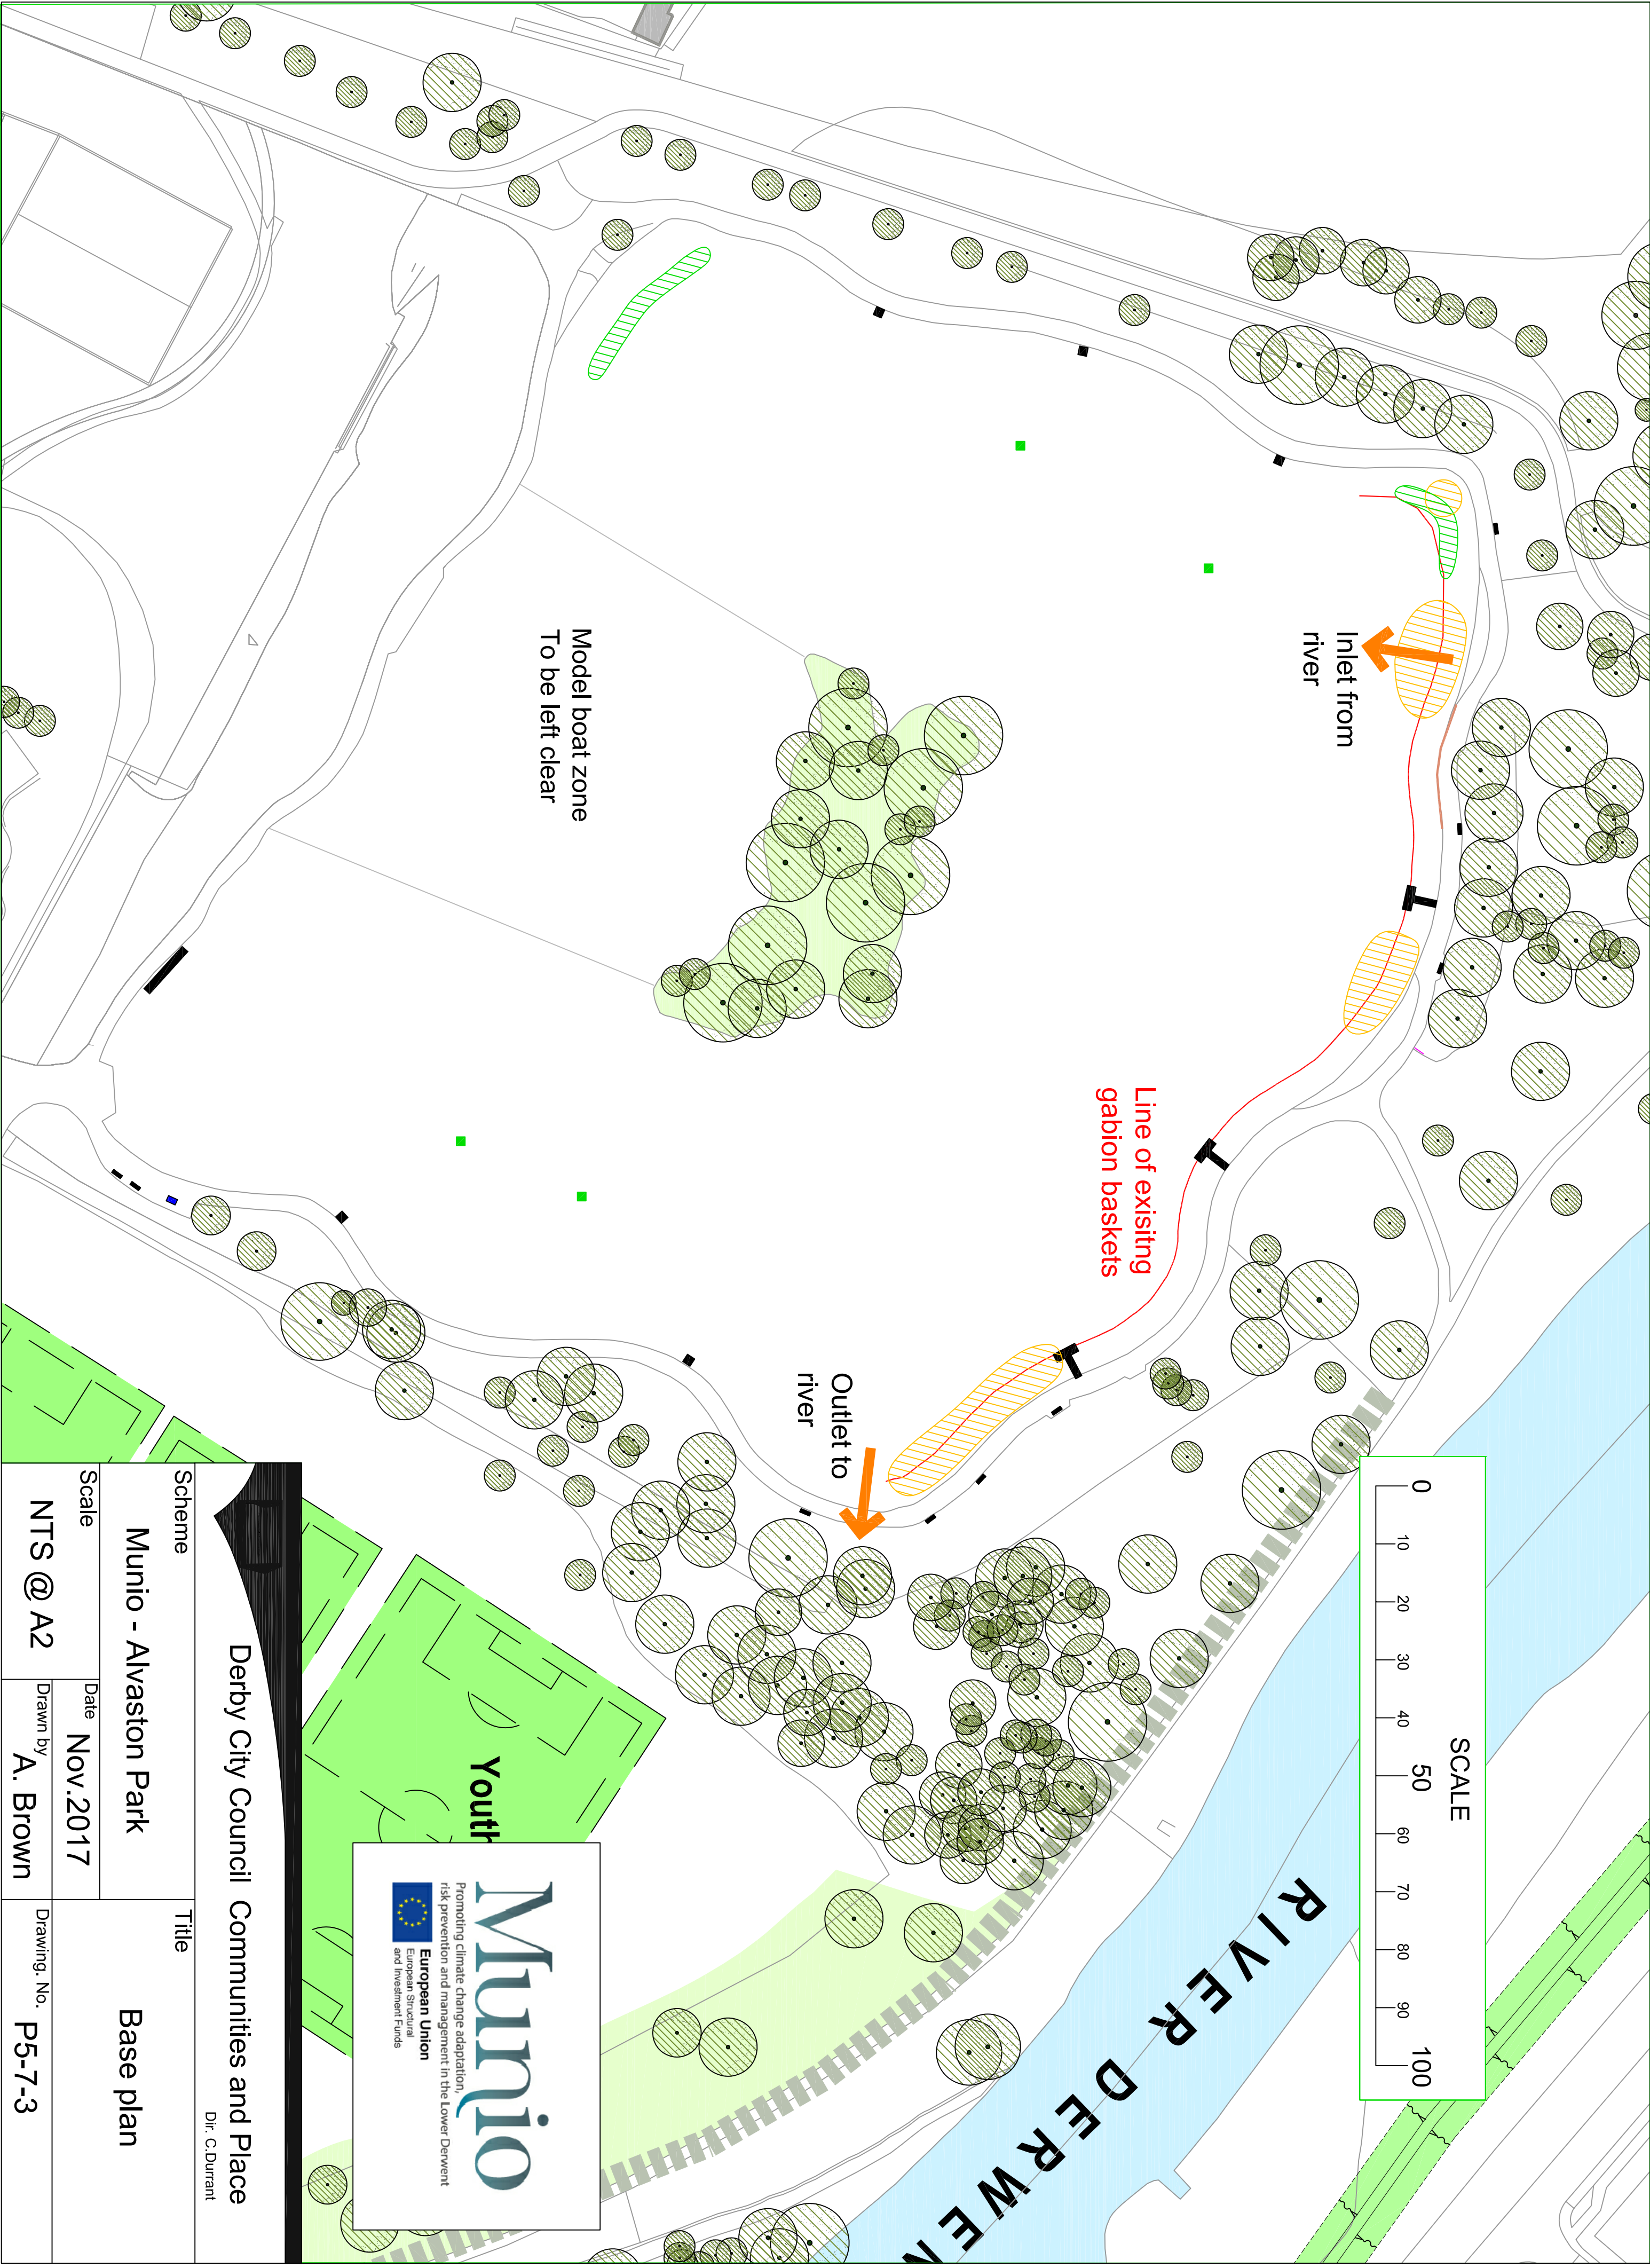 Inlet from
river
Model boat zone
To be left clear
Line of exisitng
gabion baskets
Outlet to
river
SCALE
0 10 20 30 40 50 60 70 80 90 100
RIVER DERWEN
Youth
Munio
Promoting climate change adaptation,
risk prevention and management in the Lower Derwent
European Union
European Structural
and Investment Funds
Derby City Council Communities and Place
Dir. C.Durrant
Scheme
Munio - Alvaston Park
Title
Base plan
Scale
NTS @ A2
Date Nov.2017
Drawn by A. Brown
Drawing. No. P5-7-3